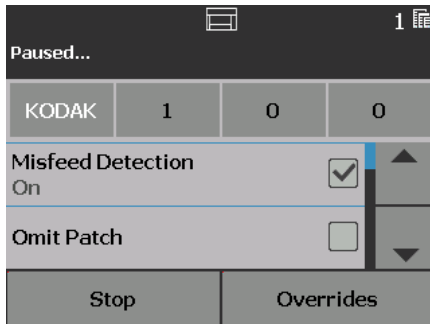 1
Paused...
KODAK 1 0 0
Misfeed Detection
On
Omit Patch
Stop Overrides